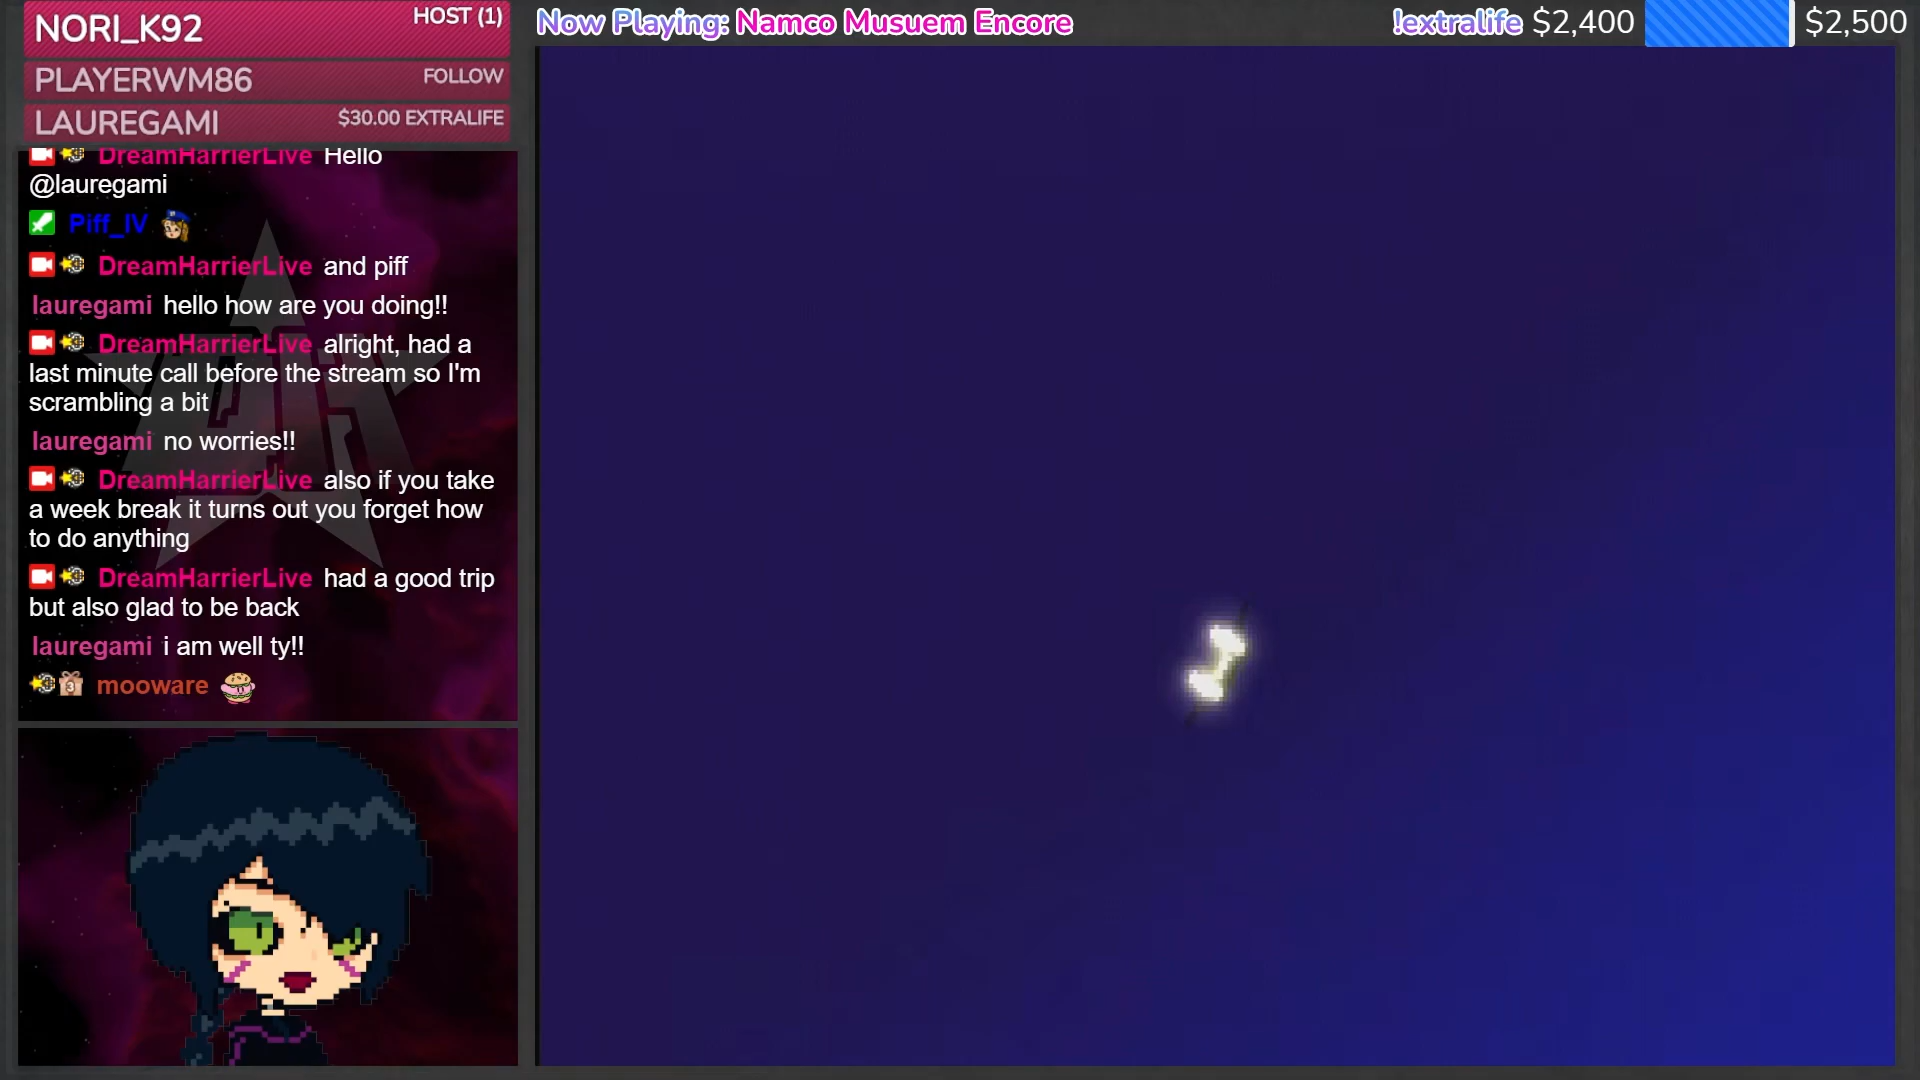 NORI_K92 HOST (1)
PLAYERWM86 FOLLOW
LAUREGAMI $30.00 EXTRALIFE
Now Playing: Namco Musuem Encore
!extralife $2,400 $2,500
DreamHarrierLive Hello
@lauregami
Piff_IV
DreamHarrierLive and piff
lauregami hello how are you doing!!
DreamHarrierLive alright, had a
last minute call before the stream so I'm
scrambling a bit
lauregami no worries!!
DreamHarrierLive also if you take
a week break it turns out you forget how
to do anything
DreamHarrierLive had a good trip
but also glad to be back
lauregami i am well ty!!
3 mooware